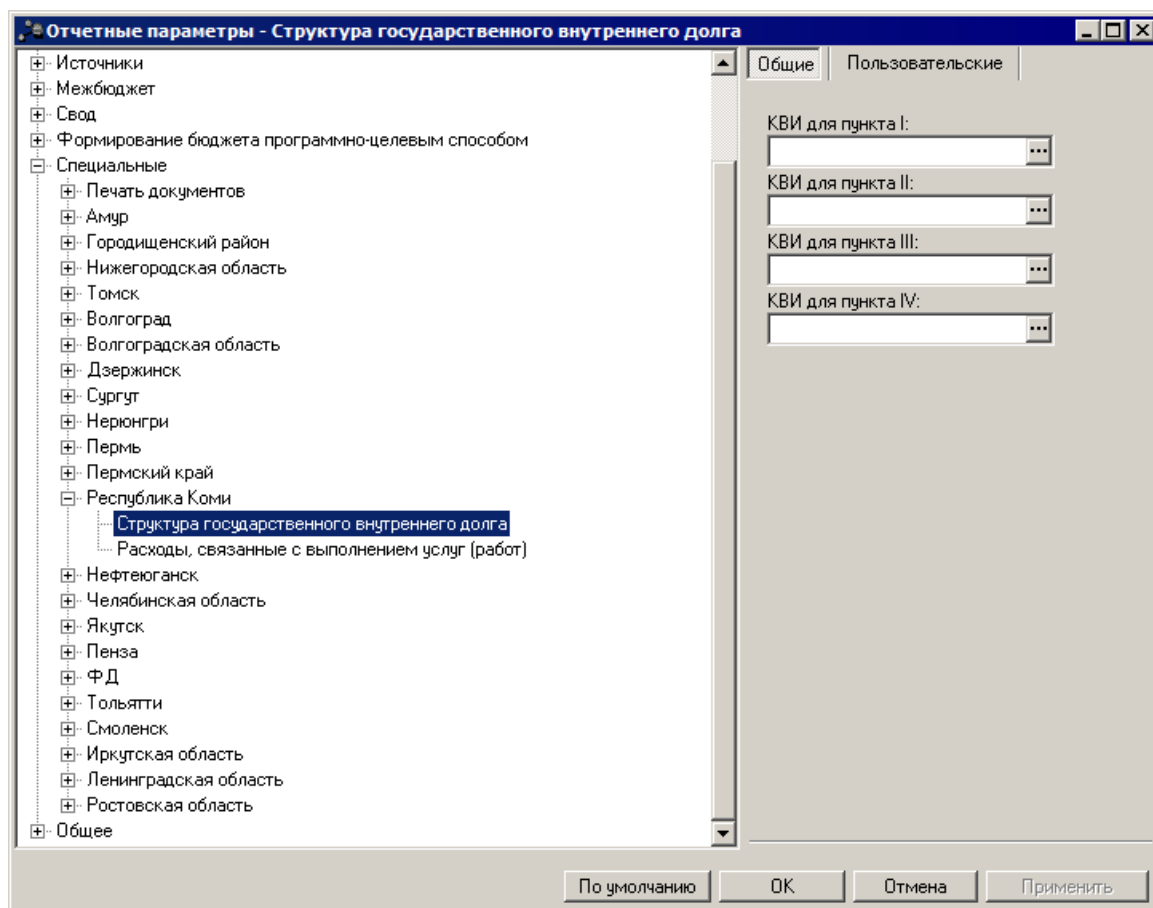 Отчетные параметры - Структура государственного внутреннего долга
Источники
Межбюджет
Свод
Формирование бюджета программно-целевым способом
Специальные
Печать документов
Амур
Городищенский район
Нижегородская область
Томск
Волгоград
Волгоградская область
Дзержинск
Сургут
Нерюнгри
Пермь
Пермский край
Республика Коми
Структура государственного внутреннего долга
Расходы, связанные с выполнением услуг (работ)
Нефтеюганск
Челябинская область
Якутск
Пенза
ФД
Тольятти
Смоленск
Иркутская область
Ленинградская область
Ростовская область
Общее
Общие Пользовательские
КВИ для пункта I:
КВИ для пункта II:
КВИ для пункта III:
КВИ для пункта IV:
По умолчанию OK Отмена Применить